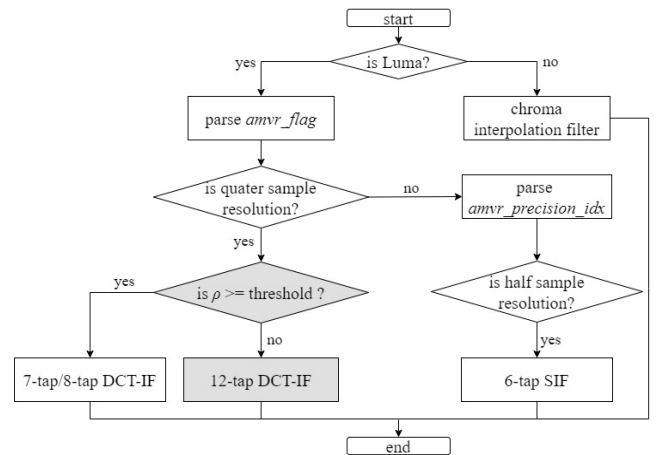 start
is Luma?
yes
no
parse amvr_flag
chroma
interpolation filter
is quater sample
resolution?
no
parse
amvr_precision_idx
yes
is ρ >= threshold ?
yes
is half sample
resolution?
no
yes
7-tap/8-tap DCT-IF
12-tap DCT-IF
6-tap SIF
end